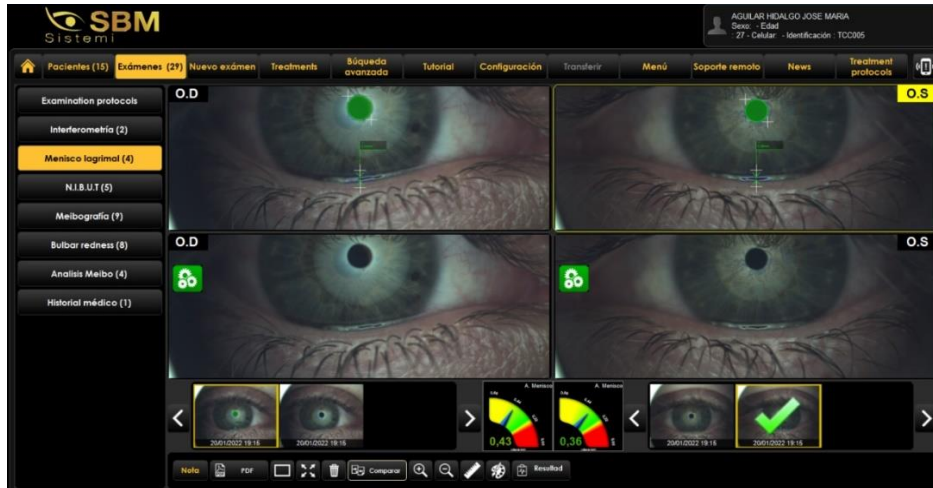 SBM
Sistemi
AGUILAR HIDALGO JOSE MARIA
Sexo: - Edad
: 27 - Celular: - Identificación : TCC005
Pacientes (15)
Exámenes (29)
Nuevo exámen
Treatments
Búqueda avanzada
Tutorial
Configuración
Transferir
Menú
Soporte remoto
News
Treatment protocols
Examination protocols
Interferometría (2)
Menisco lagrimal (4)
N.I.B.U.T (5)
Meibografía (9)
Bulbar redness (8)
Analisis Meibo (4)
Historial médico (1)
O.D
O.S
O.D
O.S
20/01/2022 19:15
20/01/2022 19:15
A. Menisco
0,43
A. Menisco
0,36
20/01/2022 19:15
20/01/2022 19:15
Nota
PDF
Comparar
Resultad